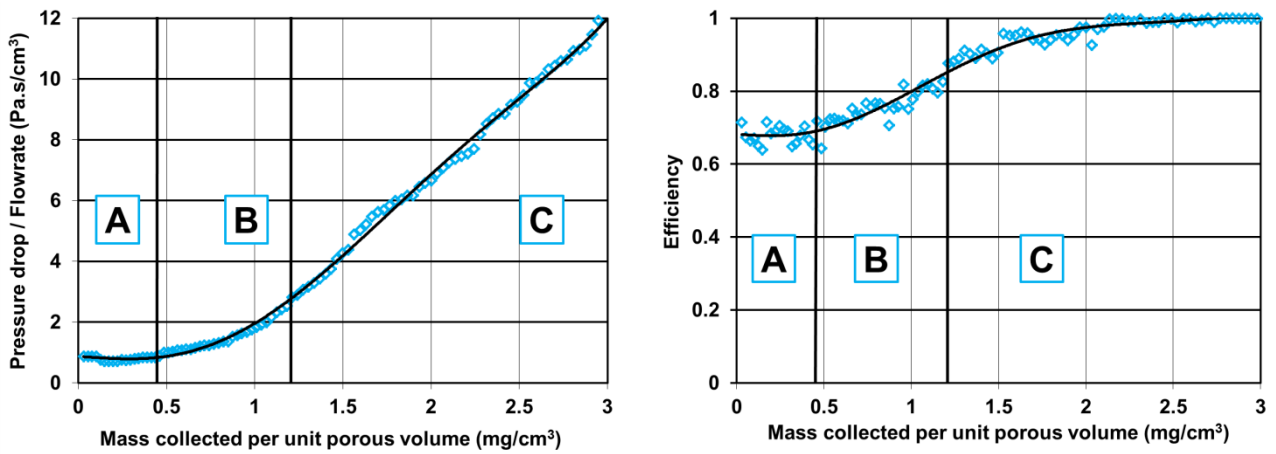 Pressure drop / Flowrate (Pa.s/cm³)
12
10
8
6
4
2
0
A
B
C
0 0.5 1 1.5 2 2.5 3
Mass collected per unit porous volume (mg/cm³)
Efficiency
1
0.8
0.6
0.4
0.2
0
A
B
C
0 0.5 1 1.5 2 2.5 3
Mass collected per unit porous volume (mg/cm³)